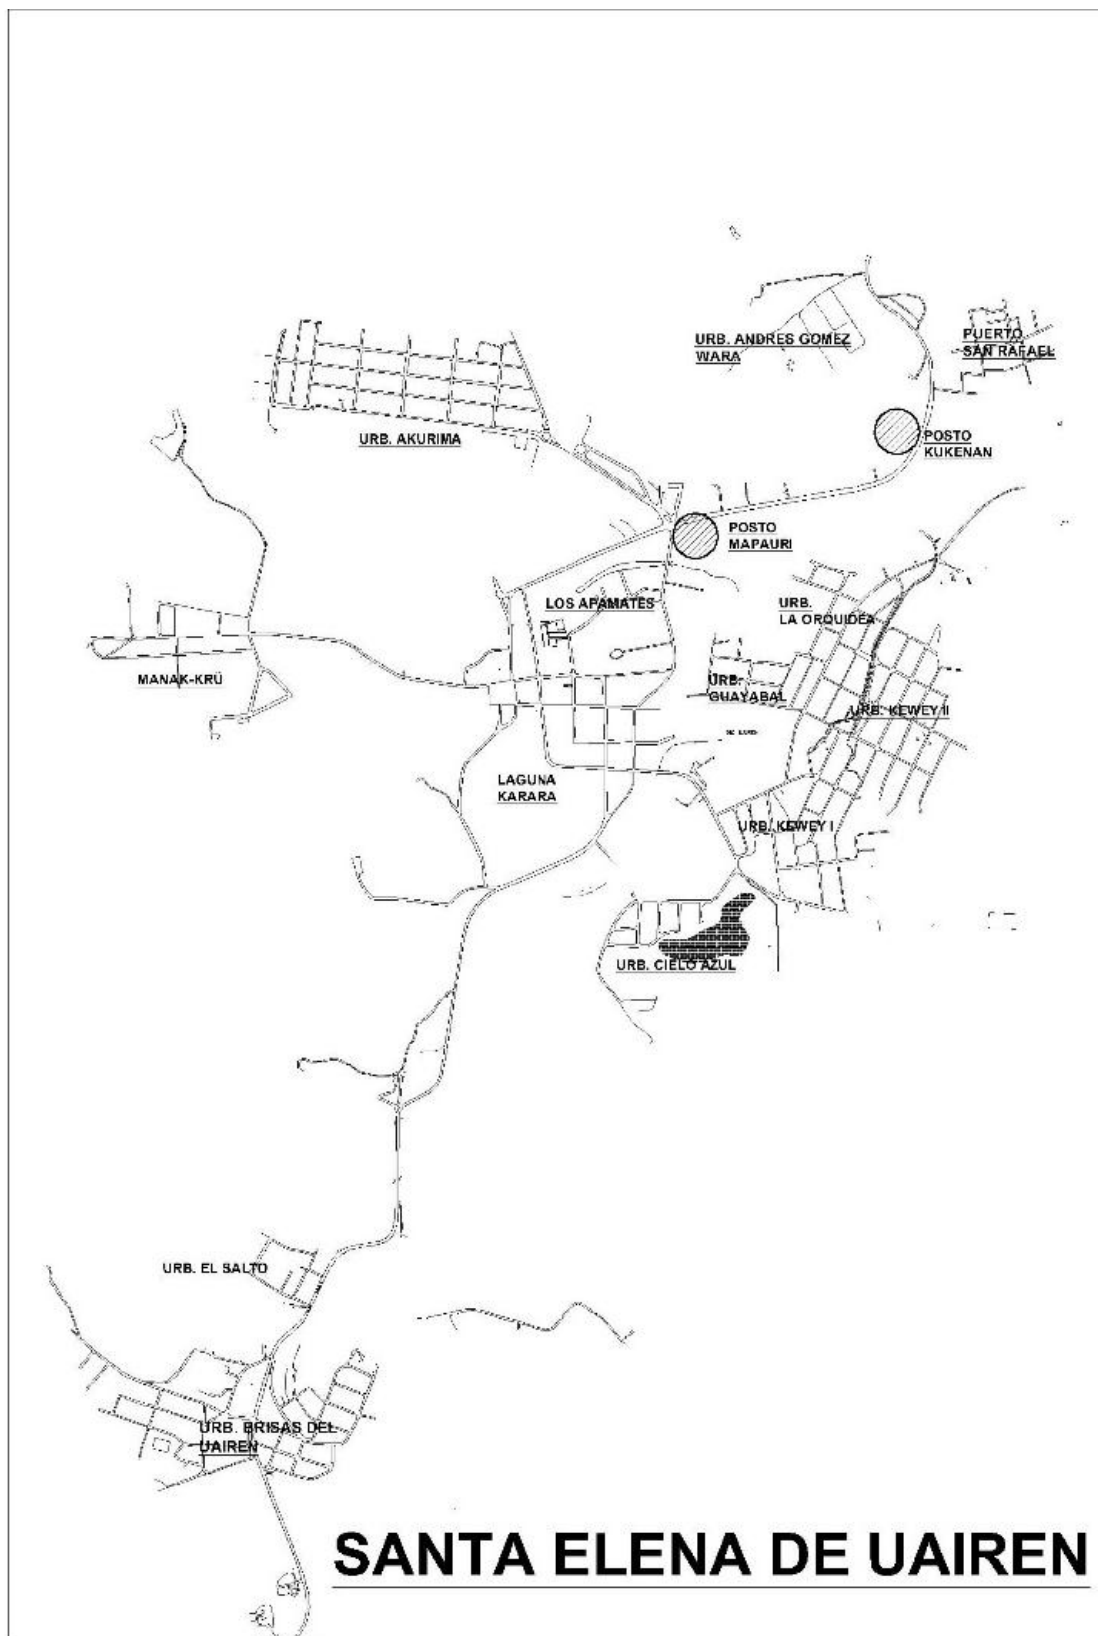 URB. ANDRES GOMEZ
WARA
PUERTO
SAN RAFAEL
URB. AKURIMA
POSTO
KUKENAN
POSTO
MAPAURI
LOS APAMATES
URB.
LA ORQUIDEA
MANAK-KRÜ
URB.
GUAYABAL
URB. KEWEY II
LAGUNA
KARARA
URB. KEWEY I
URB. CIELO AZUL
URB. EL SALTO
URB. BRISAS DEL
UAIREN
SANTA ELENA DE UAIREN